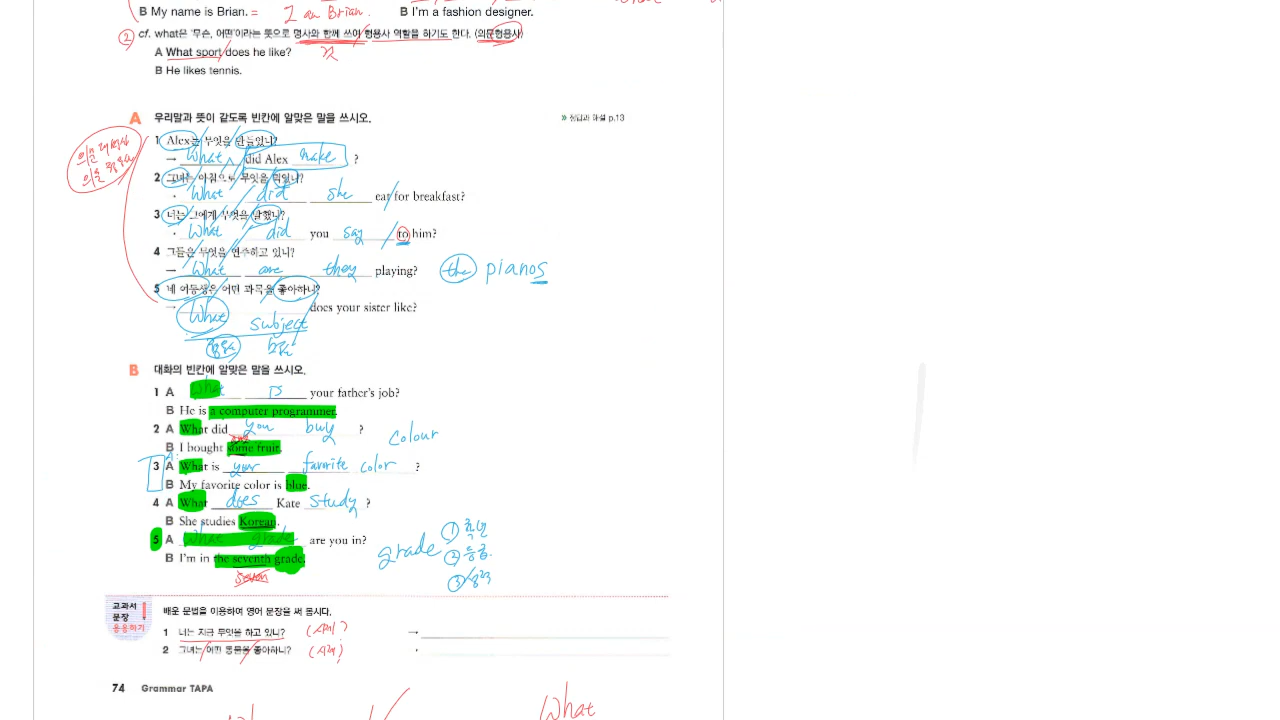 B My name is Brian. = I am Brian. B I'm a fashion designer.
② cf. what은 '무슨, 어떤'이라는 뜻으로 명사와 함께 쓰여 형용사 역할을 하기도 한다. (의문형용사)
A What sport does he like?
B He likes tennis.
A 우리말과 뜻이 같도록 빈칸에 알맞은 말을 쓰시오. » 정답과 해설 p.13
1 Alex는 무엇을 만들었니?
→ What did Alex make ?
2 그녀는 아침으로 무엇을 먹었니?
What did she eat for breakfast?
3 너는 그에게 무엇을 말했니?
What did you say to him?
4 그들은 무엇을 연주하고 있니?
→ What are they playing? the pianos
5 네 여동생은 어떤 과목을 좋아하니?
→ What subject does your sister like?
B 대화의 빈칸에 알맞은 말을 쓰시오.
1 A What is your father's job?
B He is a computer programmer.
2 A What did you buy ?
colour
B I bought some fruit.
3 A What is your favorite color ?
B My favorite color is blue.
4 A What does Kate study ?
B She studies Korean.
5 A What grade are you in?
grade ① 학년
② 등급
③ 성적
B I'm in the seventh grade.
seven
교과서
문장
응용하기
배운 문법을 이용하여 영어 문장을 써 봅시다.
1 너는 지금 무엇을 하고 있니? →
2 그녀는 어떤 동물을 좋아하니?
74 Grammar TAPA
What